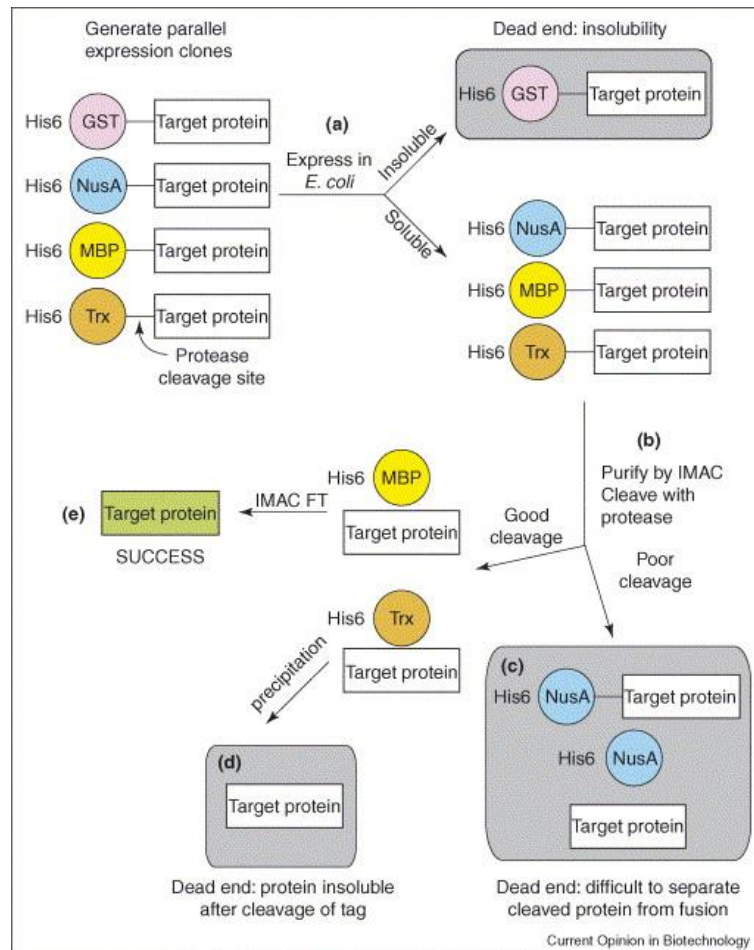 Generate parallel
expression clones
His6 GST Target protein
His6 NusA Target protein
His6 MBP Target protein
His6 Trx Target protein
Protease
cleavage site
(a)
Express in
E. coli
Insoluble
Soluble
Dead end: insolubility
His6 GST Target protein
His6 NusA Target protein
His6 MBP Target protein
His6 Trx Target protein
(b)
Purify by IMAC
Cleave with
protease
Good
cleavage
Poor
cleavage
His6 MBP
Target protein
IMAC FT
(e) Target protein
SUCCESS
His6 Trx
Target protein
precipitation
(d)
Target protein
Dead end: protein insoluble
after cleavage of tag
(c)
His6 NusA Target protein
His6 NusA
Target protein
Dead end: difficult to separate
cleaved protein from fusion
Current Opinion in Biotechnology